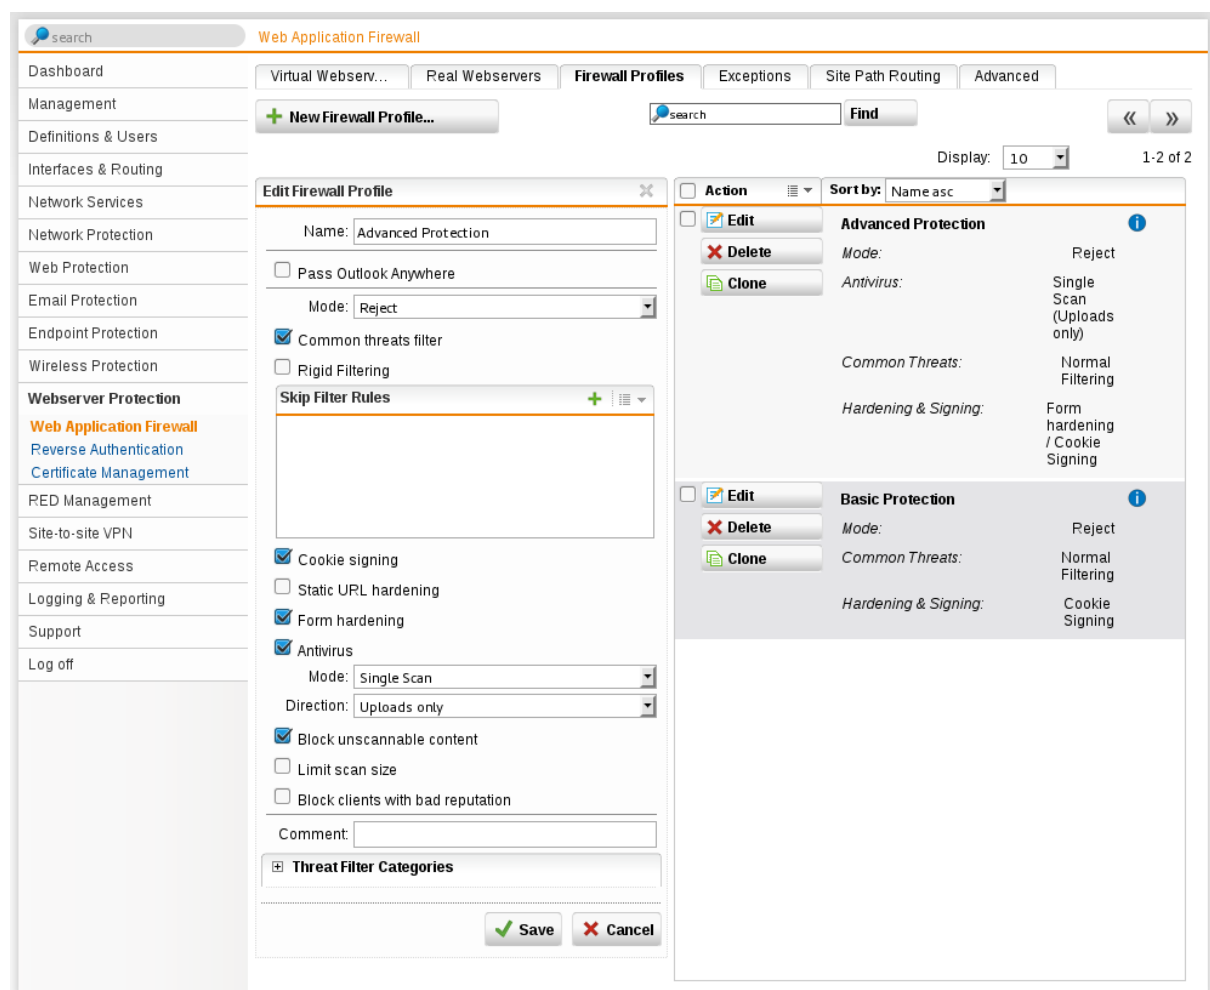 search
Web Application Firewall
Dashboard
Management
Definitions & Users
Interfaces & Routing
Network Services
Network Protection
Web Protection
Email Protection
Endpoint Protection
Wireless Protection
Webserver Protection
Web Application Firewall
Reverse Authentication
Certificate Management
RED Management
Site-to-site VPN
Remote Access
Logging & Reporting
Support
Log off
Virtual Webserv... Real Webservers Firewall Profiles Exceptions Site Path Routing Advanced
New Firewall Profile... search Find « »
Display: 10 1-2 of 2
Edit Firewall Profile
Name: Advanced Protection
Pass Outlook Anywhere
Mode: Reject
Common threats filter
Rigid Filtering
Skip Filter Rules
Cookie signing
Static URL hardening
Form hardening
Antivirus
Mode: Single Scan
Direction: Uploads only
Block unscannable content
Limit scan size
Block clients with bad reputation
Comment:
Threat Filter Categories
Save Cancel
Action Sort by: Name asc
Edit Advanced Protection
Delete Mode: Reject
Clone Antivirus: Single
Scan
(Uploads
only)
Common Threats: Normal
Filtering
Hardening & Signing: Form
hardening
/ Cookie
Signing
Edit Basic Protection
Delete Mode: Reject
Clone Common Threats: Normal
Filtering
Hardening & Signing: Cookie
Signing